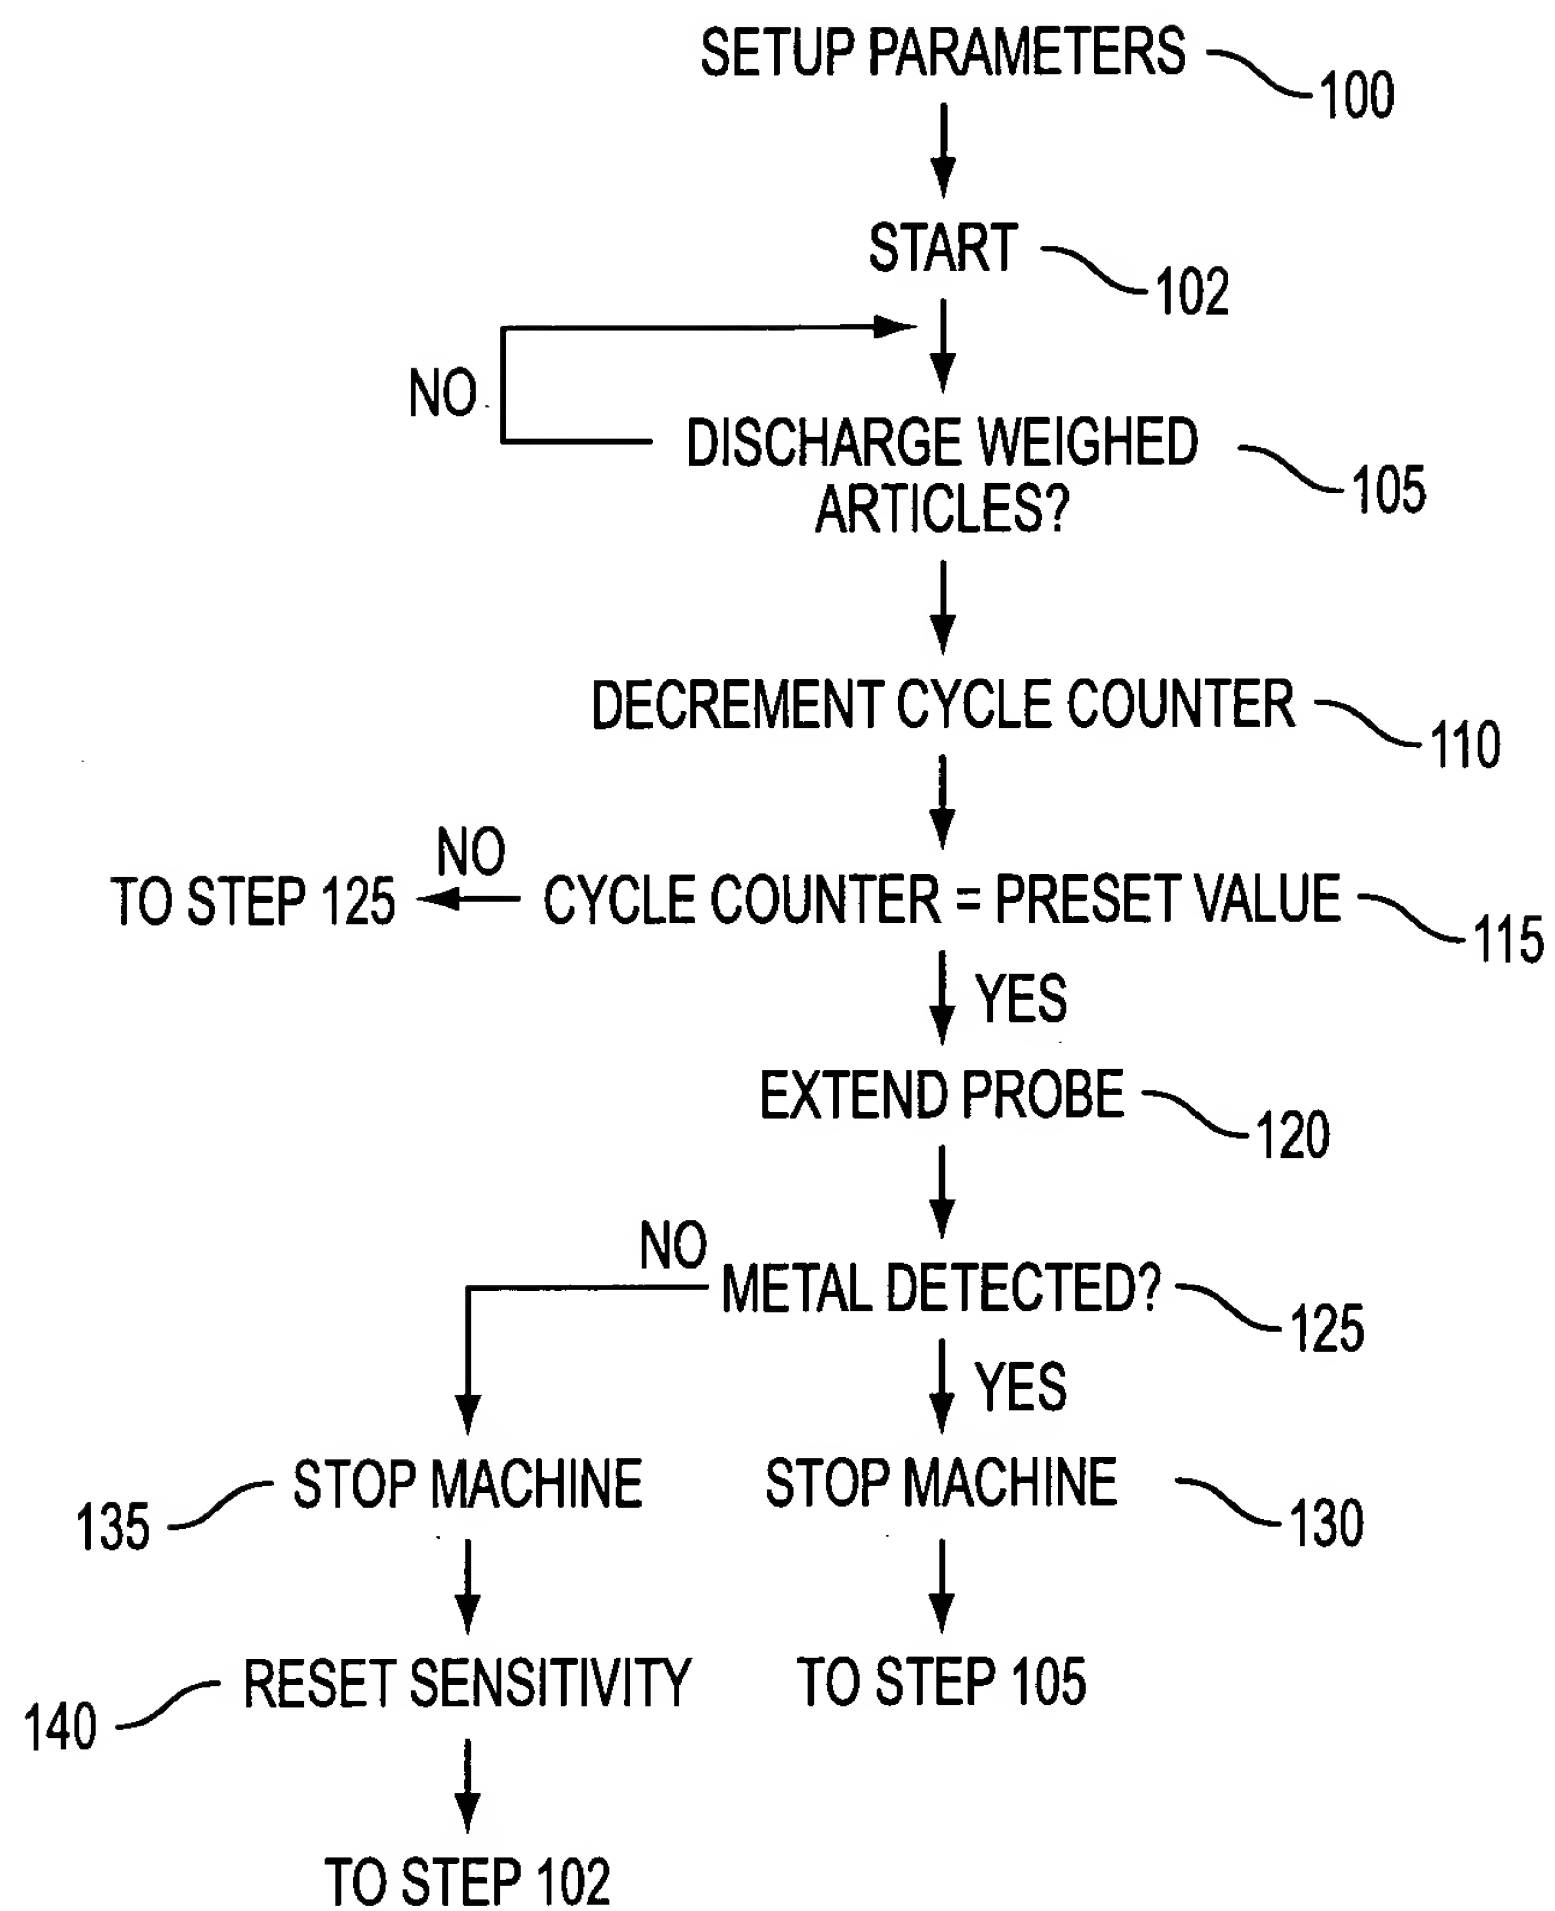 SETUP PARAMETERS
100
START
102
NO
DISCHARGE WEIGHED
ARTICLES?
105
DECREMENT CYCLE COUNTER
110
NO
TO STEP 125
CYCLE COUNTER = PRESET VALUE
115
YES
EXTEND PROBE
120
NO
METAL DETECTED?
125
YES
STOP MACHINE
135
STOP MACHINE
130
RESET SENSITIVITY
140
TO STEP 105
TO STEP 102